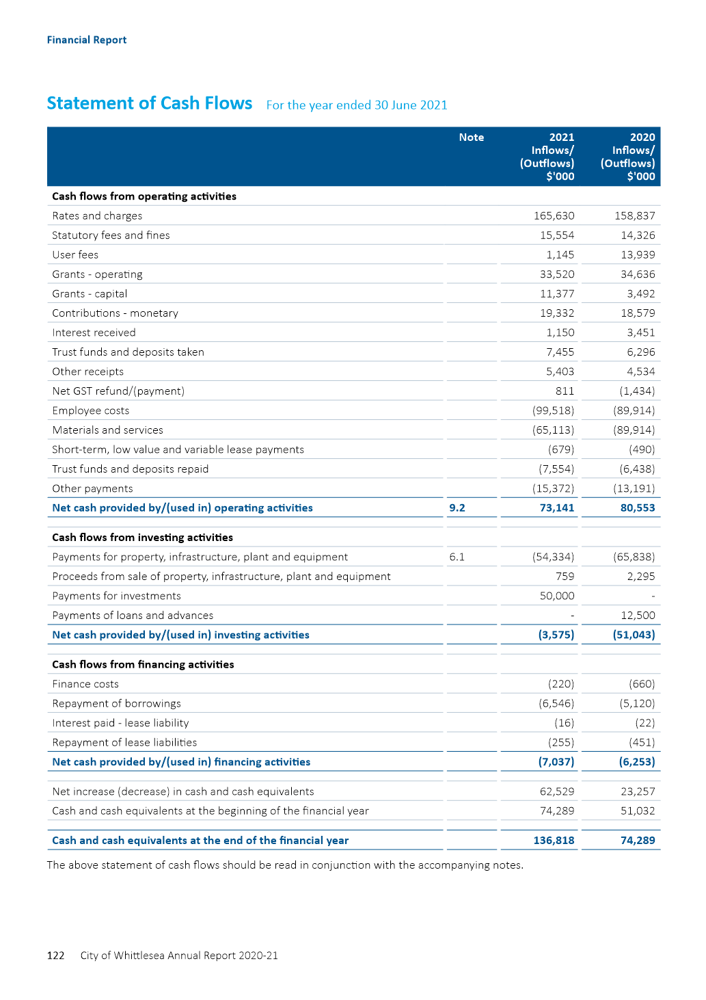 Financial Report
Statement of Cash Flows For the year ended 30 June 2021
Note 2021 2020
Inflows/ Inflows/
(Outflows) (Outflows)
$'000 $'000
Cash flows from operating activities
Rates and charges 165,630 158,837
Statutory fees and fines 15,554 14,326
User fees 1,145 13,939
Grants - operating 33,520 34,636
Grants - capital 11,377 3,492
Contributions - monetary 19,332 18,579
Interest received 1,150 3,451
Trust funds and deposits taken 7,455 6,296
Other receipts 5,403 4,534
Net GST refund/(payment) 811 (1,434)
Employee costs (99,518) (89,914)
Materials and services (65,113) (89,914)
Short-term, low value and variable lease payments (679) (490)
Trust funds and deposits repaid (7,554) (6,438)
Other payments (15,372) (13,191)
Net cash provided by/(used in) operating activities 9.2 73,141 80,553
Cash flows from investing activities
Payments for property, infrastructure, plant and equipment 6.1 (54,334) (65,838)
Proceeds from sale of property, infrastructure, plant and equipment 759 2,295
Payments for investments 50,000 -
Payments of loans and advances - 12,500
Net cash provided by/(used in) investing activities (3,575) (51,043)
Cash flows from financing activities
Finance costs (220) (660)
Repayment of borrowings (6,546) (5,120)
Interest paid - lease liability (16) (22)
Repayment of lease liabilities (255) (451)
Net cash provided by/(used in) financing activities (7,037) (6,253)
Net increase (decrease) in cash and cash equivalents 62,529 23,257
Cash and cash equivalents at the beginning of the financial year 74,289 51,032
Cash and cash equivalents at the end of the financial year 136,818 74,289
The above statement of cash flows should be read in conjunction with the accompanying notes.
122 City of Whittlesea Annual Report 2020-21